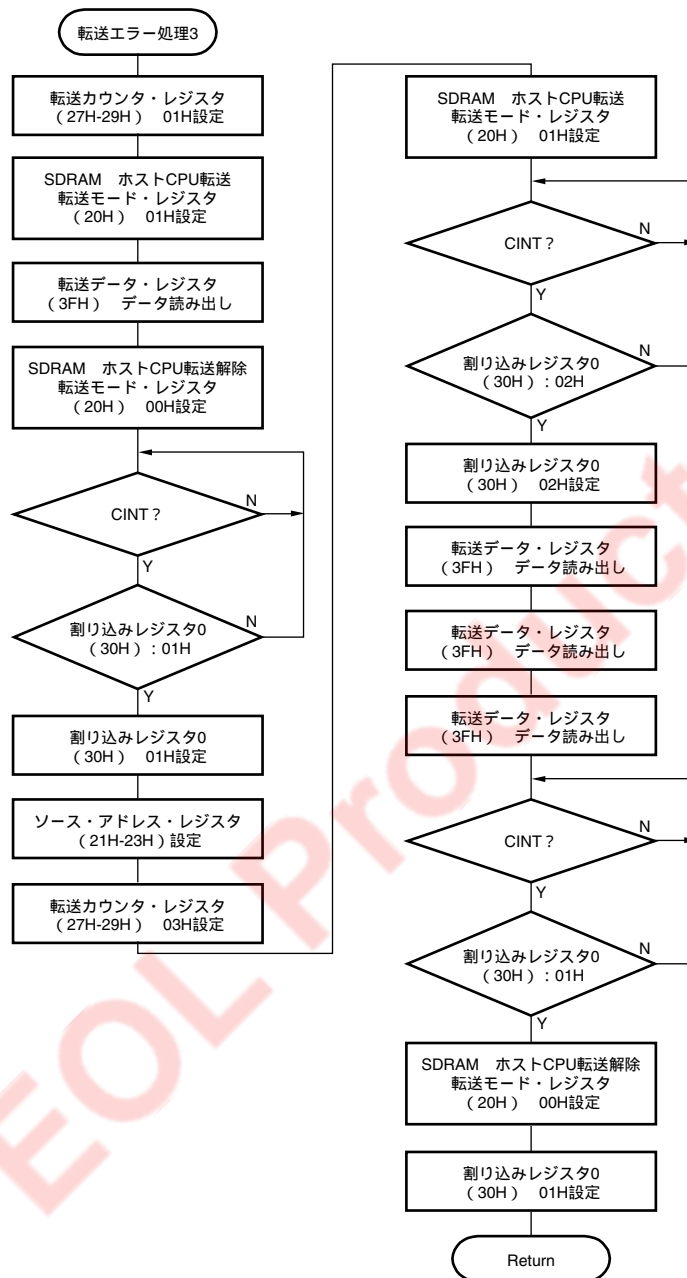 転送エラー処理3
転送カウンタ・レジスタ
（27H-29H） 01H設定
SDRAM ホストCPU転送
転送モード・レジスタ
（20H） 01H設定
転送データ・レジスタ
（3FH） データ読み出し
SDRAM ホストCPU転送解除
転送モード・レジスタ
（20H） 00H設定
CINT？
N
Y
割り込みレジスタ0
（30H）：01H
N
Y
割り込みレジスタ0
（30H） 01H設定
ソース・アドレス・レジスタ
（21H-23H）設定
転送カウンタ・レジスタ
（27H-29H） 03H設定
SDRAM ホストCPU転送
転送モード・レジスタ
（20H） 01H設定
CINT？
N
Y
割り込みレジスタ0
（30H）：02H
N
Y
割り込みレジスタ0
（30H） 02H設定
転送データ・レジスタ
（3FH） データ読み出し
転送データ・レジスタ
（3FH） データ読み出し
転送データ・レジスタ
（3FH） データ読み出し
CINT？
N
Y
割り込みレジスタ0
（30H）：01H
N
Y
SDRAM ホストCPU転送解除
転送モード・レジスタ
（20H） 00H設定
割り込みレジスタ0
（30H） 01H設定
Return
EOL Product